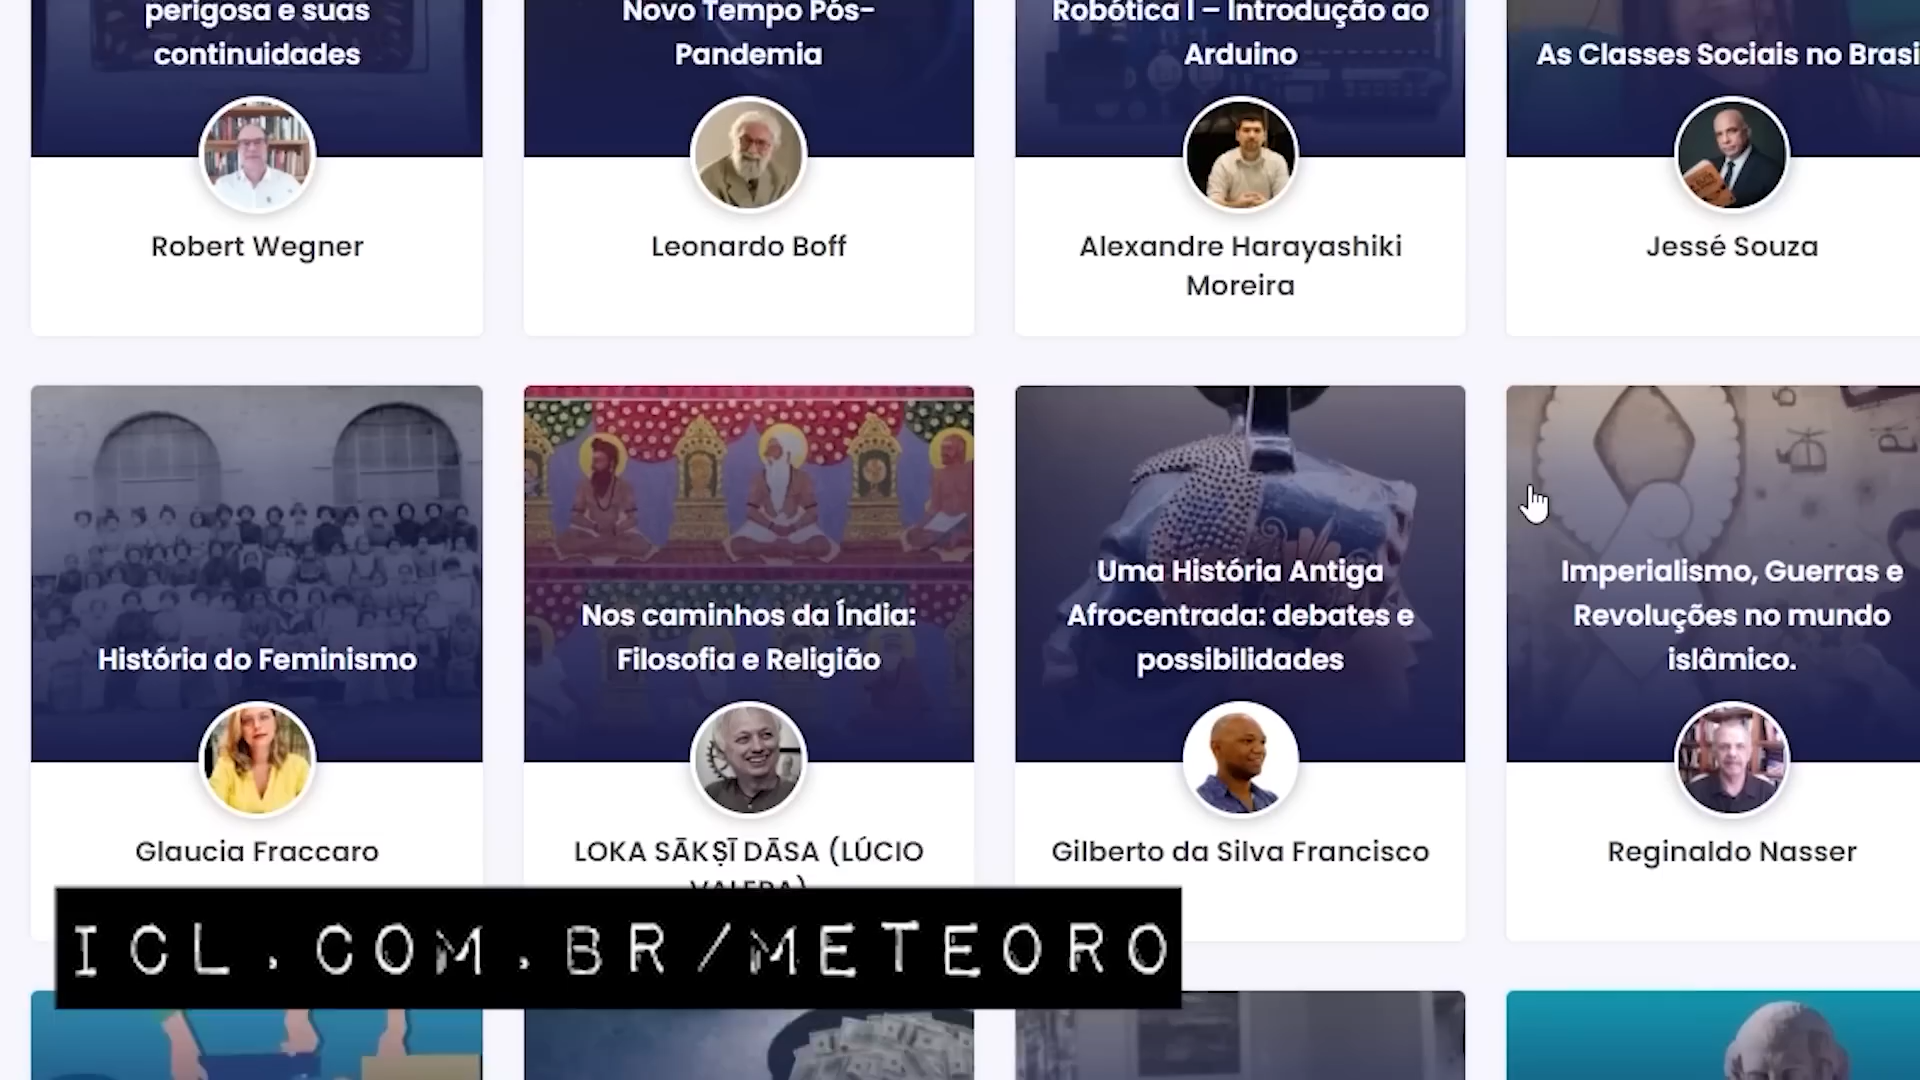 perigosa e suas
continuidades
Robert Wegner
Novo Tempo Pós-
Pandemia
Leonardo Boff
Robótica I – Introdução ao
Arduino
Alexandre Harayashiki
Moreira
As Classes Sociais no Brasi
Jessé Souza
História do Feminismo
Glaucia Fraccaro
Nos caminhos da Índia:
Filosofia e Religião
LOKA SĀKṢĪ DĀSA (LÚCIO
VALERA)
Uma História Antiga
Afrocentrada: debates e
possibilidades
Gilberto da Silva Francisco
Imperialismo, Guerras e
Revoluções no mundo
islâmico.
Reginaldo Nasser
ICL.COM.BR/METEORO